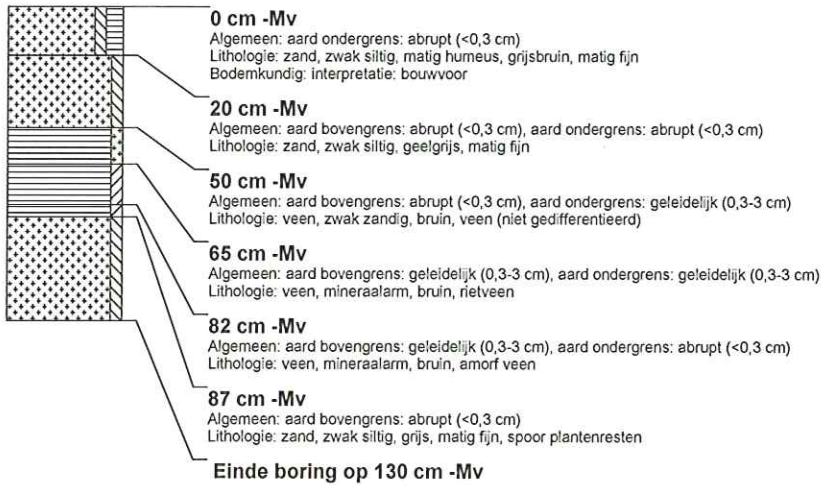 0 cm -Mv
Algemeen: aard ondergrens: abrupt (<0,3 cm)
Lithologie: zand, zwak siltig, matig humeus, grijsbruin, matig fijn
Bodemkundig: interpretatie: bouwvoor
20 cm -Mv
Algemeen: aard bovengrens: abrupt (<0,3 cm), aard ondergrens: abrupt (<0,3 cm)
Lithologie: zand, zwak siltig, geelgrijs, matig fijn
50 cm -Mv
Algemeen: aard bovengrens: abrupt (<0,3 cm), aard ondergrens: geleidelijk (0,3-3 cm)
Lithologie: veen, zwak zandig, bruin, veen (niet gedifferentieerd)
65 cm -Mv
Algemeen: aard bovengrens: geleidelijk (0,3-3 cm), aard ondergrens: geleidelijk (0,3-3 cm)
Lithologie: veen, mineraalarm, bruin, rietveen
82 cm -Mv
Algemeen: aard bovengrens: geleidelijk (0,3-3 cm), aard ondergrens: abrupt (<0,3 cm)
Lithologie: veen, mineraalarm, bruin, amorf veen
87 cm -Mv
Algemeen: aard bovengrens: abrupt (<0,3 cm)
Lithologie: zand, zwak siltig, grijs, matig fijn, spoor plantenresten
Einde boring op 130 cm -Mv